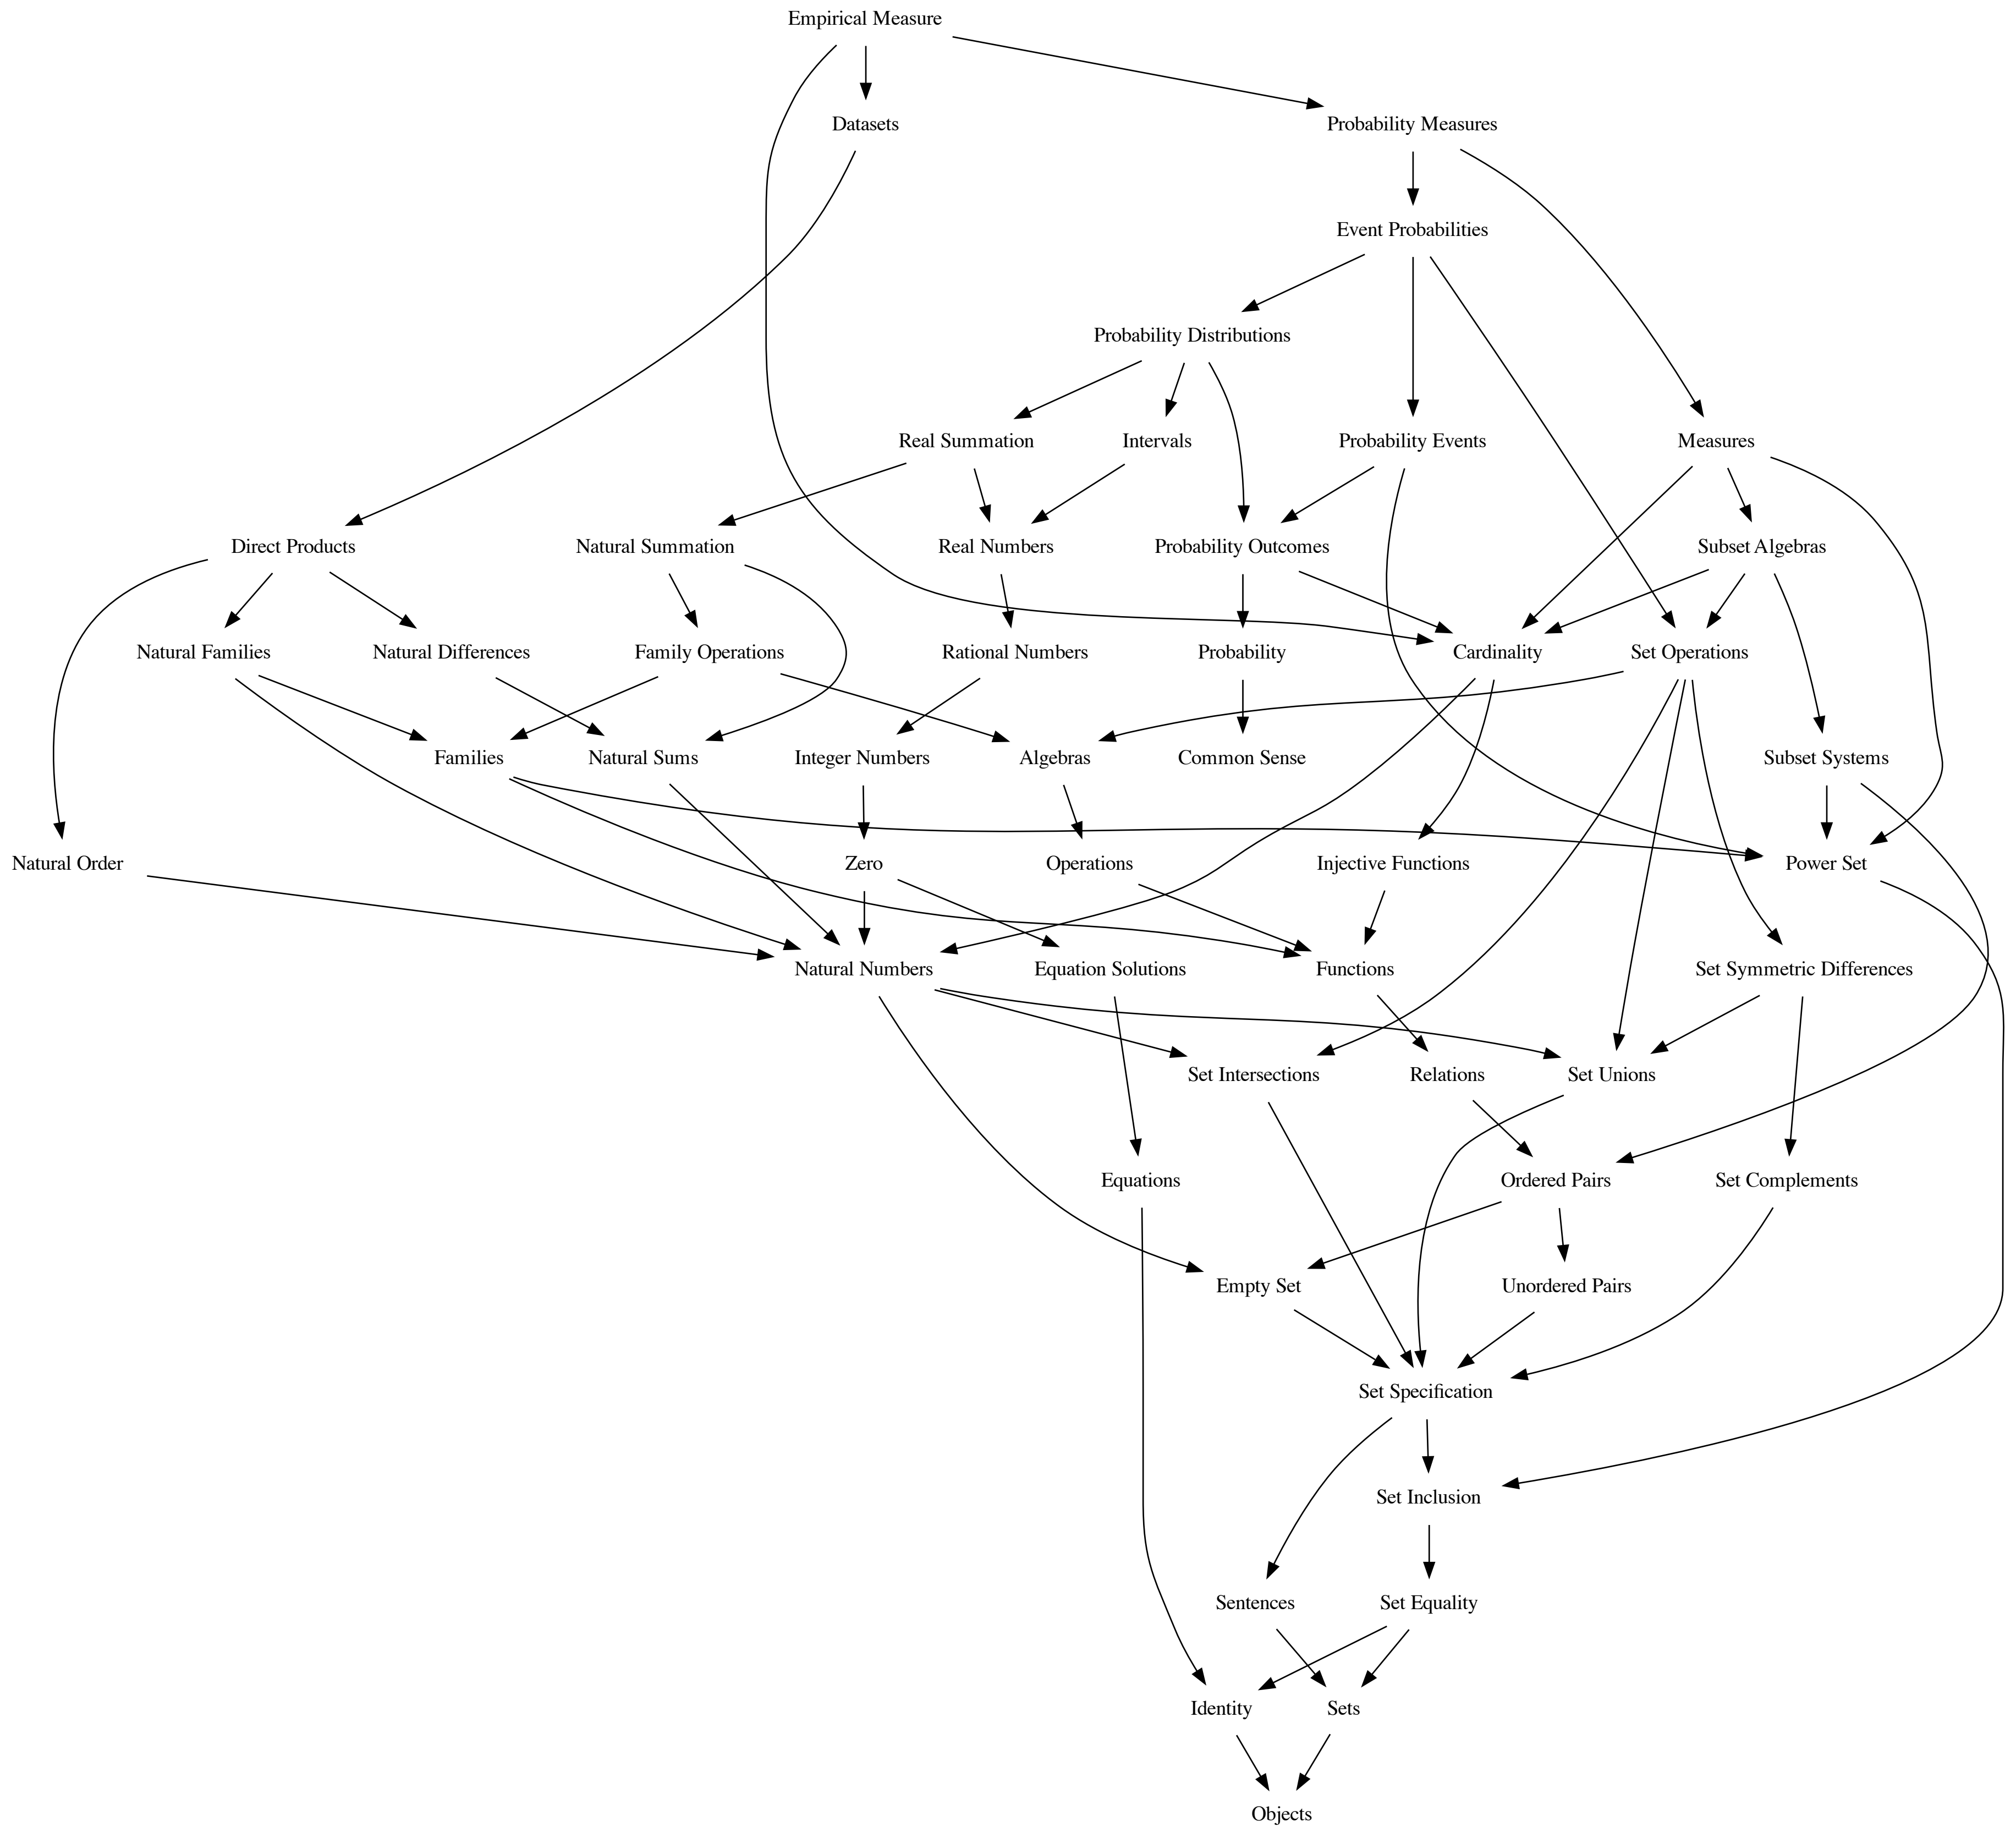 Empirical Measure
Datasets
Probability Measures
Event Probabilities
Probability Distributions
Real Summation
Intervals
Probability Events
Measures
Direct Products
Natural Summation
Real Numbers
Probability Outcomes
Subset Algebras
Natural Families
Natural Differences
Family Operations
Rational Numbers
Probability
Cardinality
Set Operations
Families
Natural Sums
Integer Numbers
Algebras
Common Sense
Subset Systems
Natural Order
Zero
Operations
Injective Functions
Power Set
Natural Numbers
Equation Solutions
Functions
Set Symmetric Differences
Set Intersections
Relations
Set Unions
Equations
Ordered Pairs
Set Complements
Empty Set
Unordered Pairs
Set Specification
Set Inclusion
Sentences
Set Equality
Identity
Sets
Objects